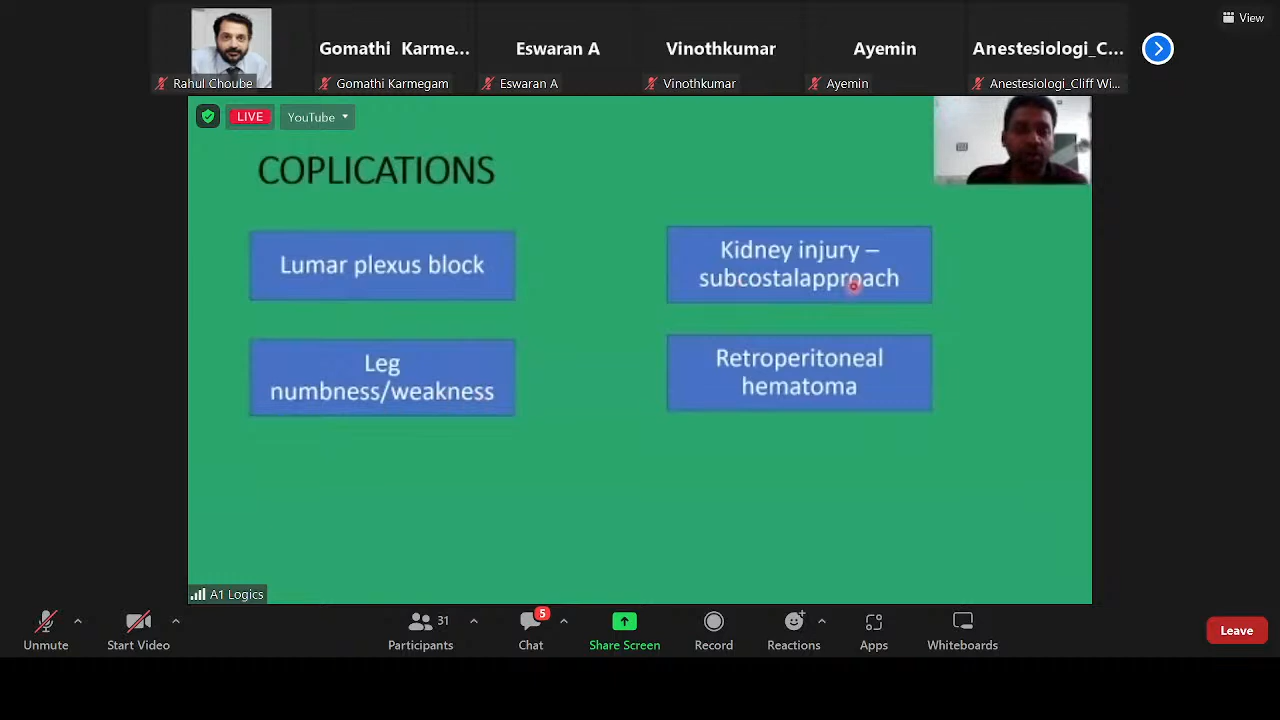 View
Gomathi Karme...
Eswaran A
Vinothkumar
Ayemin
Anestesiologi_C...
Rahul Choube
Gomathi Karmegam
Eswaran A
Vinothkumar
Ayemin
Anestesiologi_Cliff Wi...
LIVE
YouTube
COPLICATIONS
Lumar plexus block
Kidney injury –
subcostalapproach
Leg
numbness/weakness
Retroperitoneal
hematoma
A1 Logics
31
5
Unmute
Start Video
Participants
Chat
Share Screen
Record
Reactions
Apps
Whiteboards
Leave